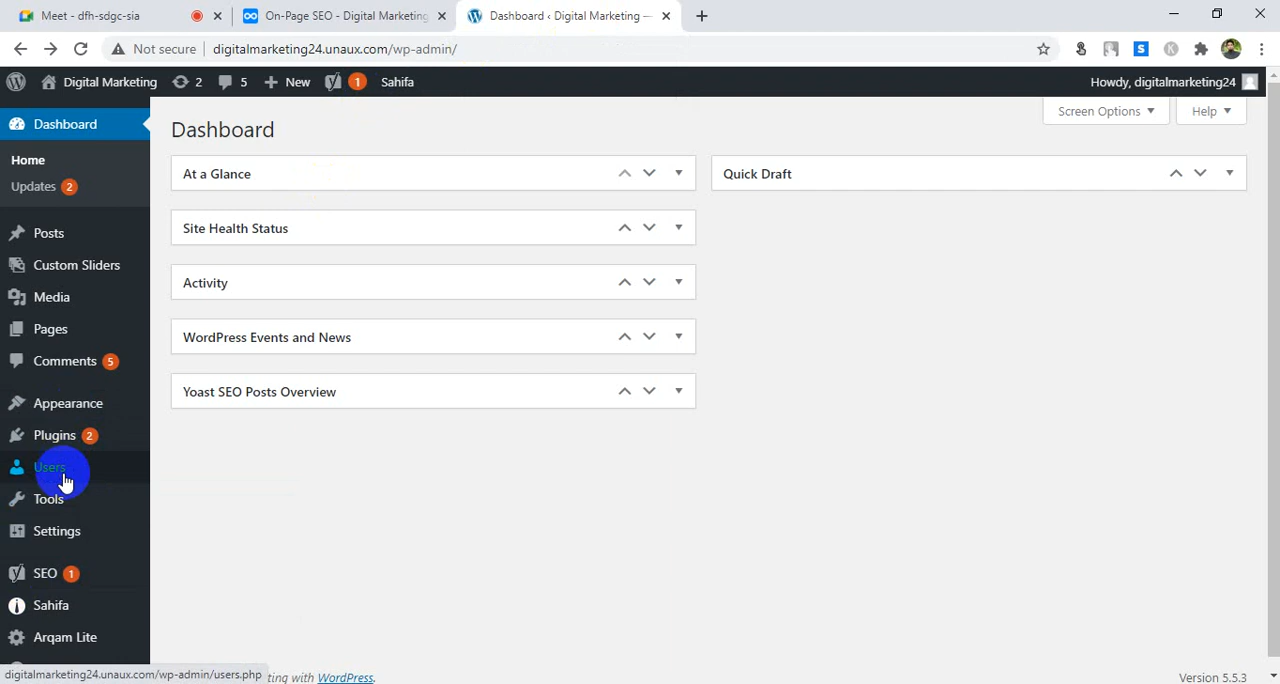 Meet - dfh-sdgc-sia
On-Page SEO - Digital Marketing
Dashboard ‹ Digital Marketing —
Not secure
digitalmarketing24.unaux.com/wp-admin/
Digital Marketing
2
5
New
1
Sahifa
Howdy, digitalmarketing24
Dashboard
Screen Options
Help
Home
Updates 2
Dashboard
At a Glance
Quick Draft
Posts
Site Health Status
Custom Sliders
Activity
Media
Pages
WordPress Events and News
Comments 5
Yoast SEO Posts Overview
Appearance
Plugins 2
Users
Tools
Settings
SEO 1
Sahifa
Arqam Lite
digitalmarketing24.unaux.com/wp-admin/users.php
ting with WordPress.
Version 5.5.3